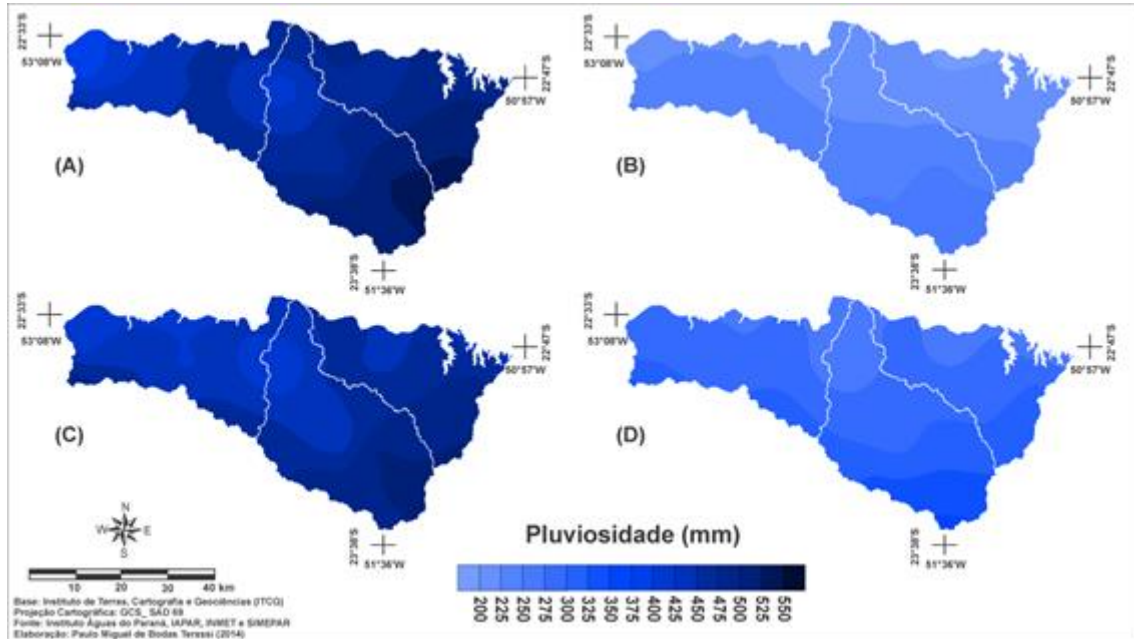 22°33'S
53°08'W
22°47'S
50°57'W
(A)
23°38'S
51°36'W
22°33'S
53°08'W
22°47'S
50°57'W
(B)
23°38'S
51°36'W
22°33'S
53°08'W
22°47'S
50°57'W
(C)
23°38'S
51°36'W
22°33'S
53°08'W
22°47'S
50°57'W
(D)
23°38'S
51°36'W
N
W E
S
10 20 30 40 km
Pluviosidade (mm)
200 225 250 275 300 325 350 375 400 425 450 475 500 525 550
Base: Instituto de Terras, Cartografia e Geociências (ITCG)
Projeção Cartográfica: GCS_ SAD 69
Fonte: Instituto Águas do Paraná, IAPAR, INMET e SIMEPAR
Elaboração: Paulo Miguel de Bodas Terassi (2014)